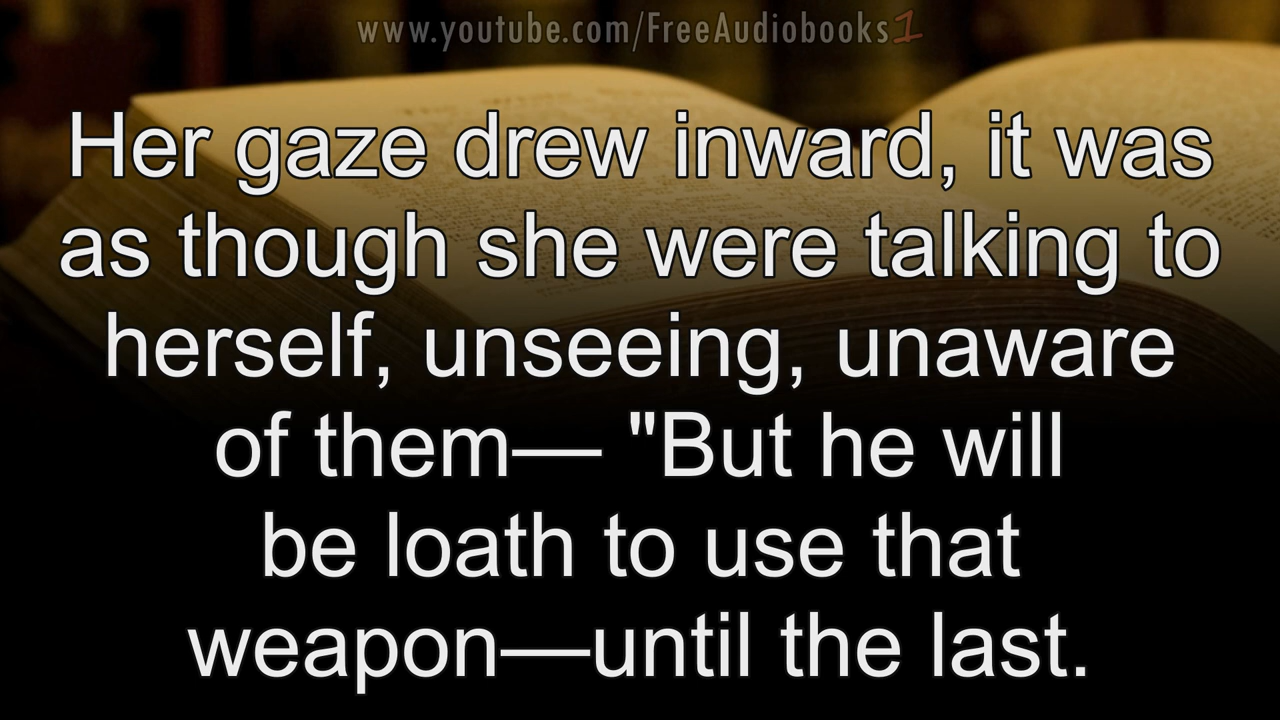 www.youtube.com/FreeAudiobooks1
Her gaze drew inward, it was
as though she were talking to
herself, unseeing, unaware
of them— "But he will
be loath to use that
weapon—until the last.